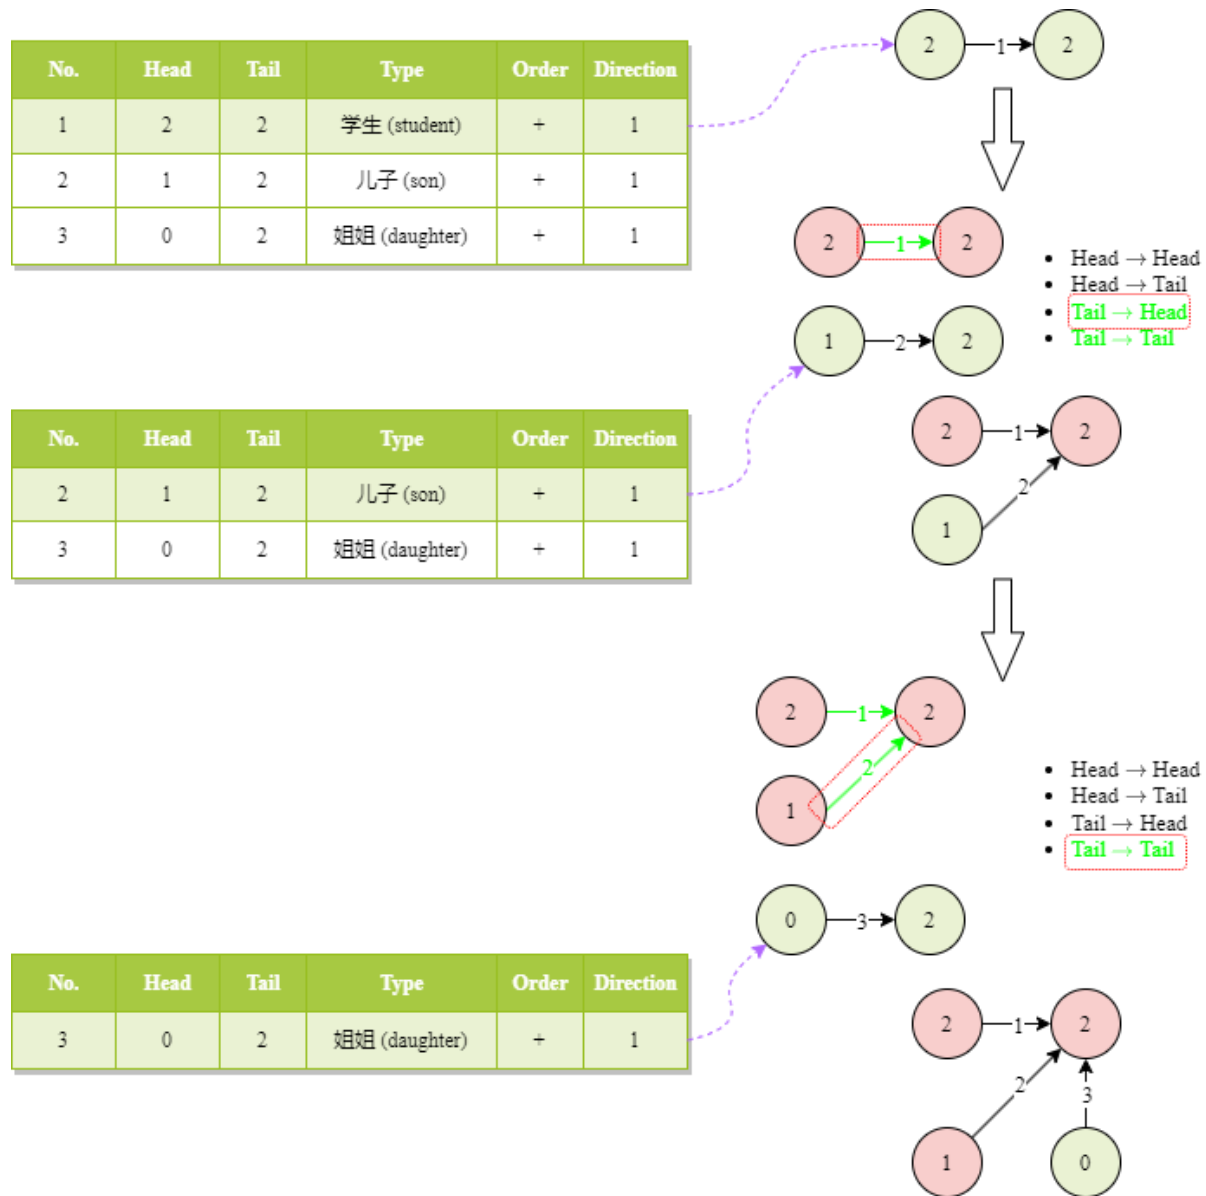 2 1 2
No. Head Tail Type Order Direction
1 2 2 学生 (student) + 1
2 1 2 儿子 (son) + 1
3 0 2 姐姐 (daughter) + 1
2 1 2
• Head → Head
• Head → Tail
• Tail → Head
• Tail → Tail
1 2 2
2 1 2
2
1
No. Head Tail Type Order Direction
2 1 2 儿子 (son) + 1
3 0 2 姐姐 (daughter) + 1
2 1 2
2
1
• Head → Head
• Head → Tail
• Tail → Head
• Tail → Tail
0 3 2
No. Head Tail Type Order Direction
3 0 2 姐姐 (daughter) + 1
2 1 2
2 3
1 0